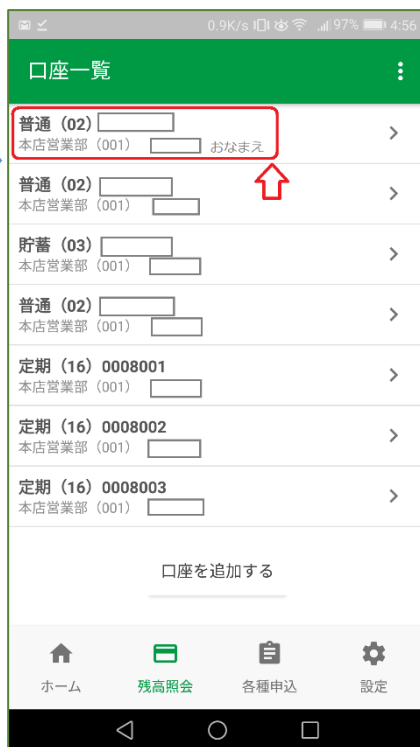 0.9K/s 97% 4:56
口座一覧
普通（02）
本店営業部（001） おなまえ
普通（02）
本店営業部（001）
貯蓄（03）
本店営業部（001）
普通（02）
本店営業部（001）
定期（16）0008001
本店営業部（001）
定期（16）0008002
本店営業部（001）
定期（16）0008003
本店営業部（001）
口座を追加する
ホーム 残高照会 各種申込 設定